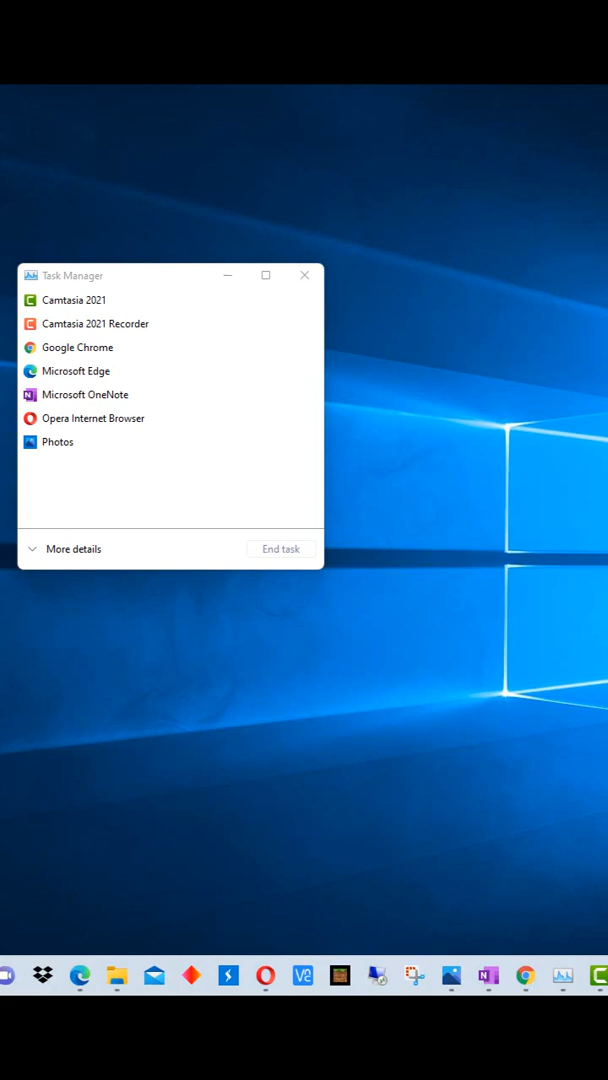 Task Manager
Camtasia 2021
Camtasia 2021 Recorder
Google Chrome
Microsoft Edge
Microsoft OneNote
Opera Internet Browser
Photos
More details
End task